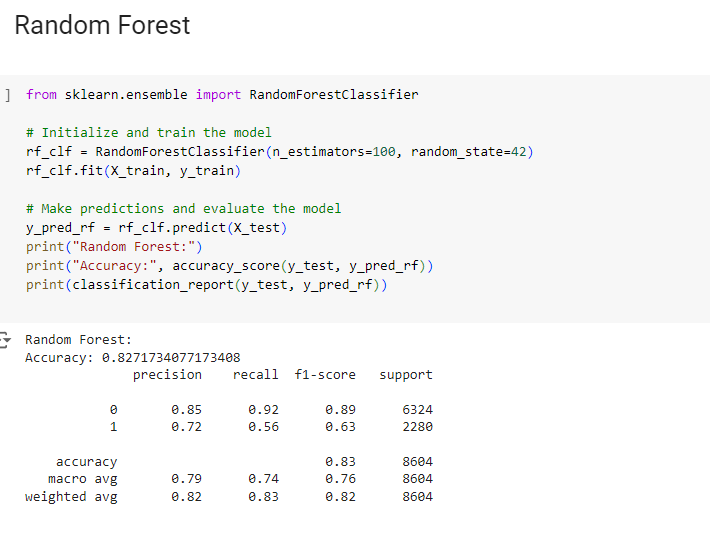 Random Forest
] from sklearn.ensemble import RandomForestClassifier
# Initialize and train the model
rf_clf = RandomForestClassifier(n_estimators=100, random_state=42)
rf_clf.fit(X_train, y_train)
# Make predictions and evaluate the model
y_pred_rf = rf_clf.predict(X_test)
print("Random Forest:")
print("Accuracy:", accuracy_score(y_test, y_pred_rf))
print(classification_report(y_test, y_pred_rf))
Random Forest:
Accuracy: 0.8271734077173408
precision recall f1-score support
0 0.85 0.92 0.89 6324
1 0.72 0.56 0.63 2280
accuracy 0.83 8604
macro avg 0.79 0.74 0.76 8604
weighted avg 0.82 0.83 0.82 8604